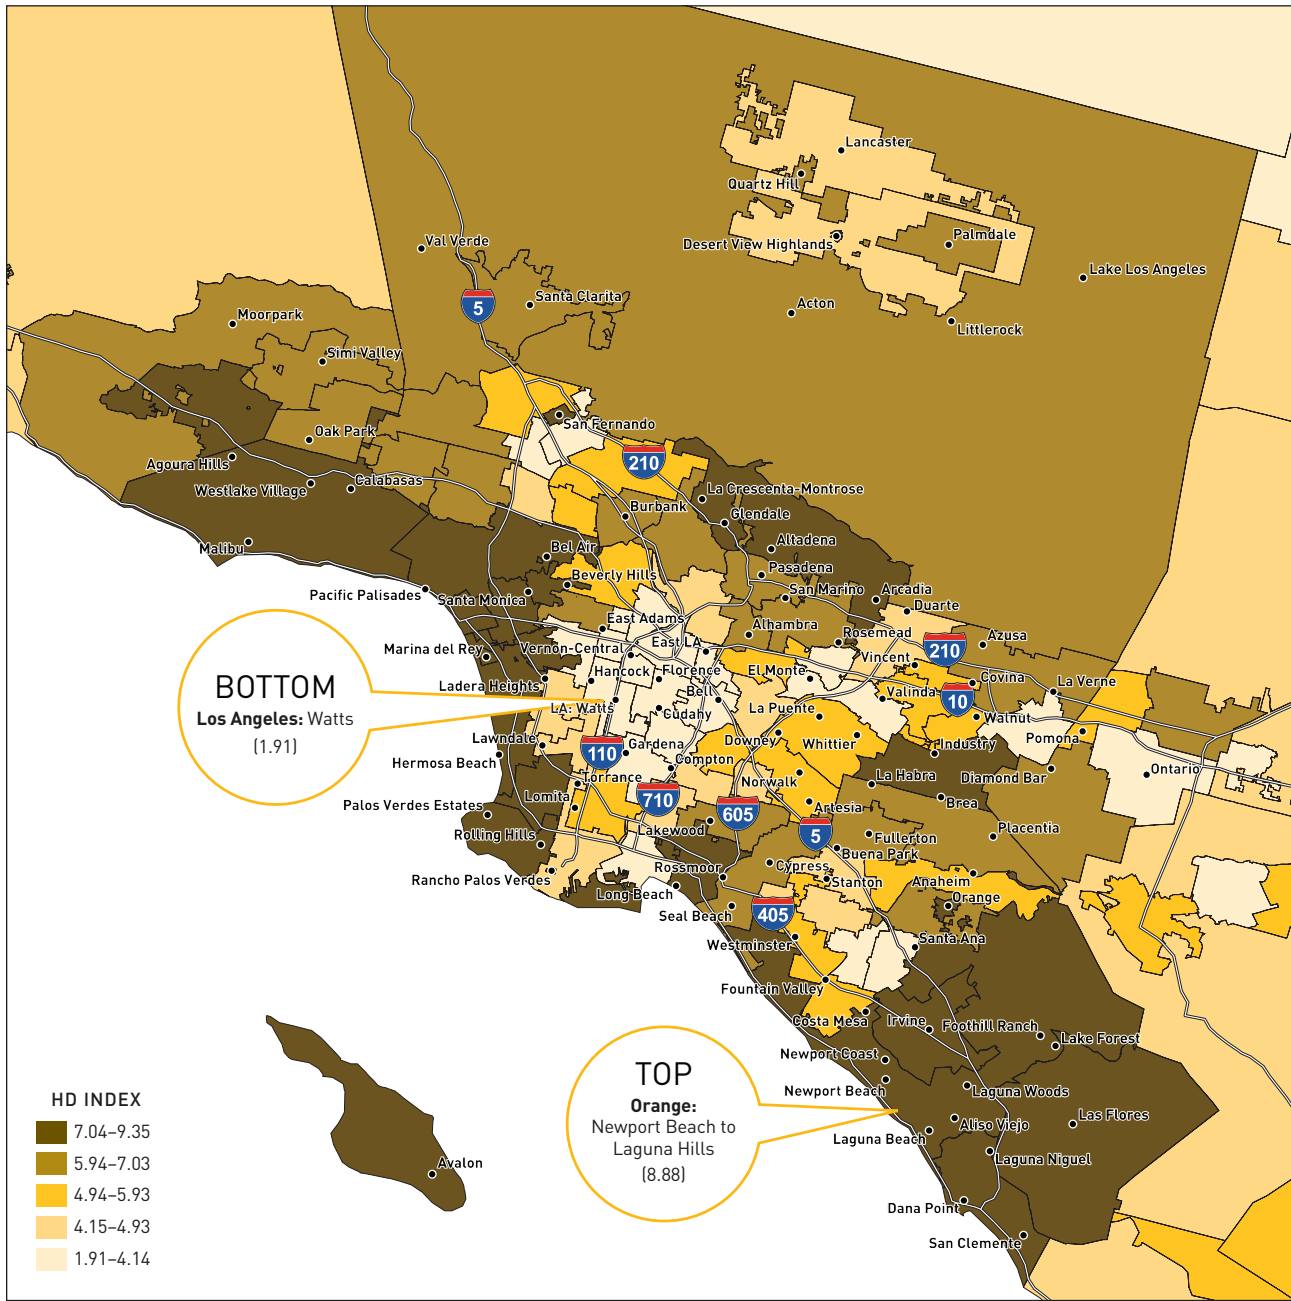 Lancaster
Quartz Hill
Desert View Highlands
Palmdale
Val Verde
Lake Los Angeles
Santa Clarita
5
Acton
Littlerock
Moorpark
Simi Valley
San Fernando
Oak Park
210
Agoura Hills
Calabasas
Westlake Village
La Crescenta-Montrose
Burbank
Glendale
Malibu
Bel Air
Altadena
Pasadena
Beverly Hills
Pacific Palisades
Santa Monica
San Marino
Arcadia
Duarte
East Adams
Alhambra
Rosemead
Azusa
Marina del Rey
Vernon-Central
East LA
210
Vincent
Hancock
Florence
El Monte
Covina
La Verne
Ladera Heights
Bell
Valinda
10
BOTTOM
Los Angeles: Watts
(1.91)
LA: Watts
Cudahy
La Puente
Walnut
Lawndale
110
Gardena
Downey
Whittier
Industry
Pomona
Hermosa Beach
Compton
Torrance
Norwalk
La Habra
Diamond Bar
Ontario
Palos Verdes Estates
Lomita
710
605
Artesia
Brea
Rolling Hills
Lakewood
5
Fullerton
Placentia
Buena Park
Rancho Palos Verdes
Rossmoor
Cypress
Stanton
Anaheim
Long Beach
Orange
Seal Beach
405
Westminster
Santa Ana
Fountain Valley
Costa Mesa
Irvine
Foothill Ranch
Lake Forest
Newport Coast
Newport Beach
Laguna Woods
TOP
Orange:
Newport Beach to
Laguna Hills
(8.88)
Las Flores
Aliso Viejo
Laguna Beach
Laguna Niguel
Avalon
Dana Point
San Clemente
HD INDEX
7.04–9.35
5.94–7.03
4.94–5.93
4.15–4.93
1.91–4.14